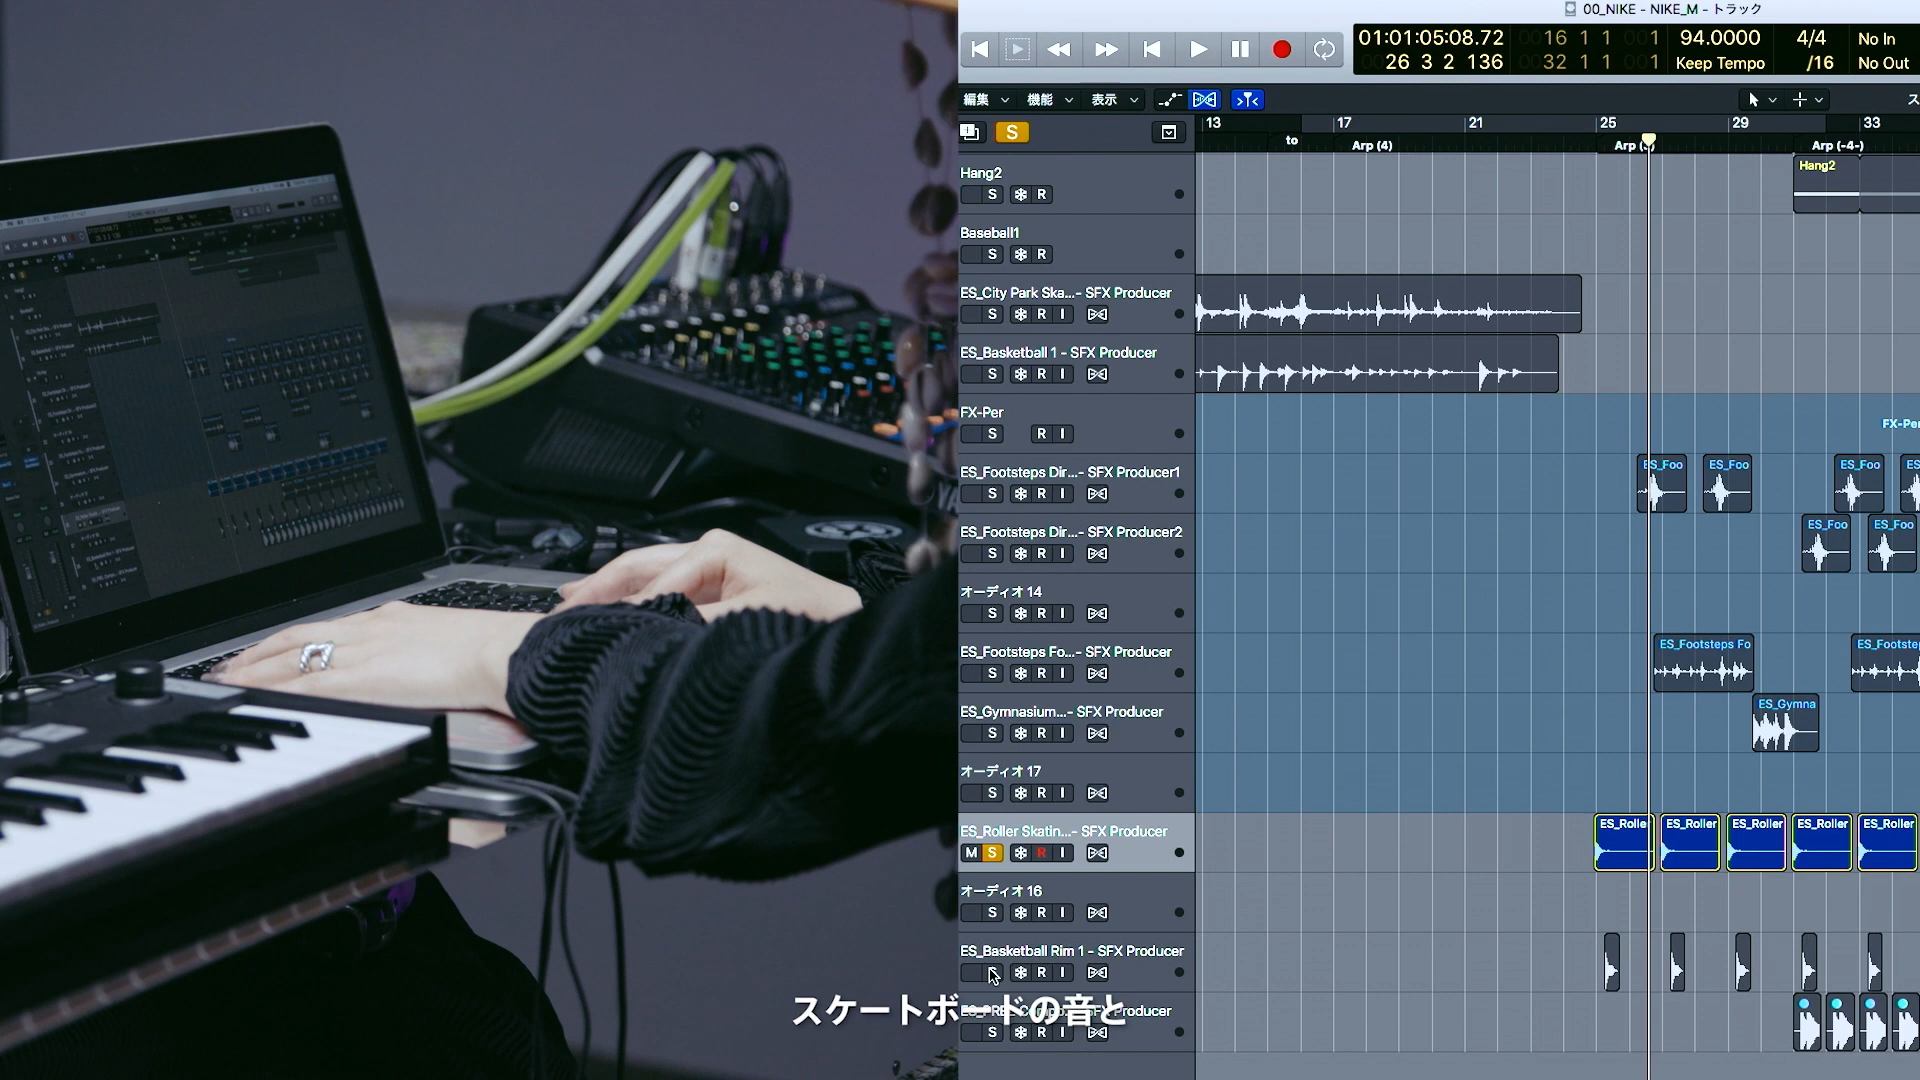 00_NIKE - NIKE_M - トラック
01:01:05:08.72
26 3 2 136
16 1 1 1
32 1 1 1
94.0000
Keep Tempo
4/4
/16
No In
No Out
編集
機能
表示
S
13
17
21
25
29
33
to
Arp (4)
Arp (
Arp (-4-)
Hang2
S R
Hang2
Baseball1
S R
ES_City Park Ska...- SFX Producer
S R I
ES_Basketball 1 - SFX Producer
S R I
FX-Per
S R I
FX-Per
ES_Footsteps Dir...- SFX Producer1
S R I
ES_Foo
ES_Foo
ES_Foo
ES
ES_Footsteps Dir...- SFX Producer2
S R I
ES_Foo
ES_Foo
オーディオ 14
S R I
ES_Footsteps Fo...- SFX Producer
S R I
ES_Footsteps Fo
ES_Footste
ES_Gymnasium...- SFX Producer
S R I
ES_Gymna
オーディオ 17
S R I
ES_Roller Skatin...- SFX Producer
M S R I
ES_Roller
ES_Roller
ES_Roller
ES_Roller
ES_Roller
オーディオ 16
S R I
ES_Basketball Rim 1 - SFX Producer
S R I
スケートボードの音と
Producer
S R I